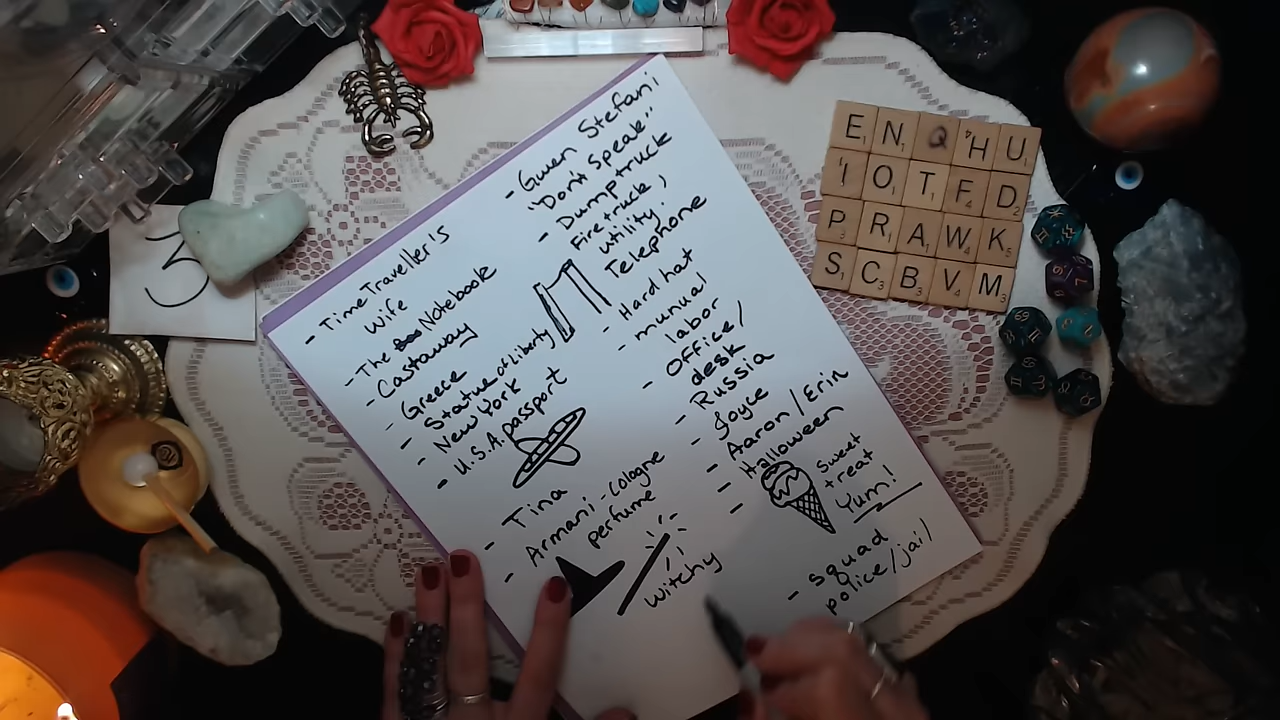 3
- Time Traveller's
Wife
- The Notebook
- Castaway
- Greece
- Statue of Liberty
- New York
- U.S.A. passport
- Tina
- Armani - Cologne
perfume
witchy
- Gwen Stefani
"Don't Speak"
- Dumptruck
Firetruck,
utility.
Telephone
- Hard hat
- munual
labor
- Office/
desk
- Russia
- Joyce
- Aaron/Erin
- Halloween
-
Sweet
treat
Yum!
- squad
police/jail
E N Q H U
I O T F D
P R A W K
S C B V M